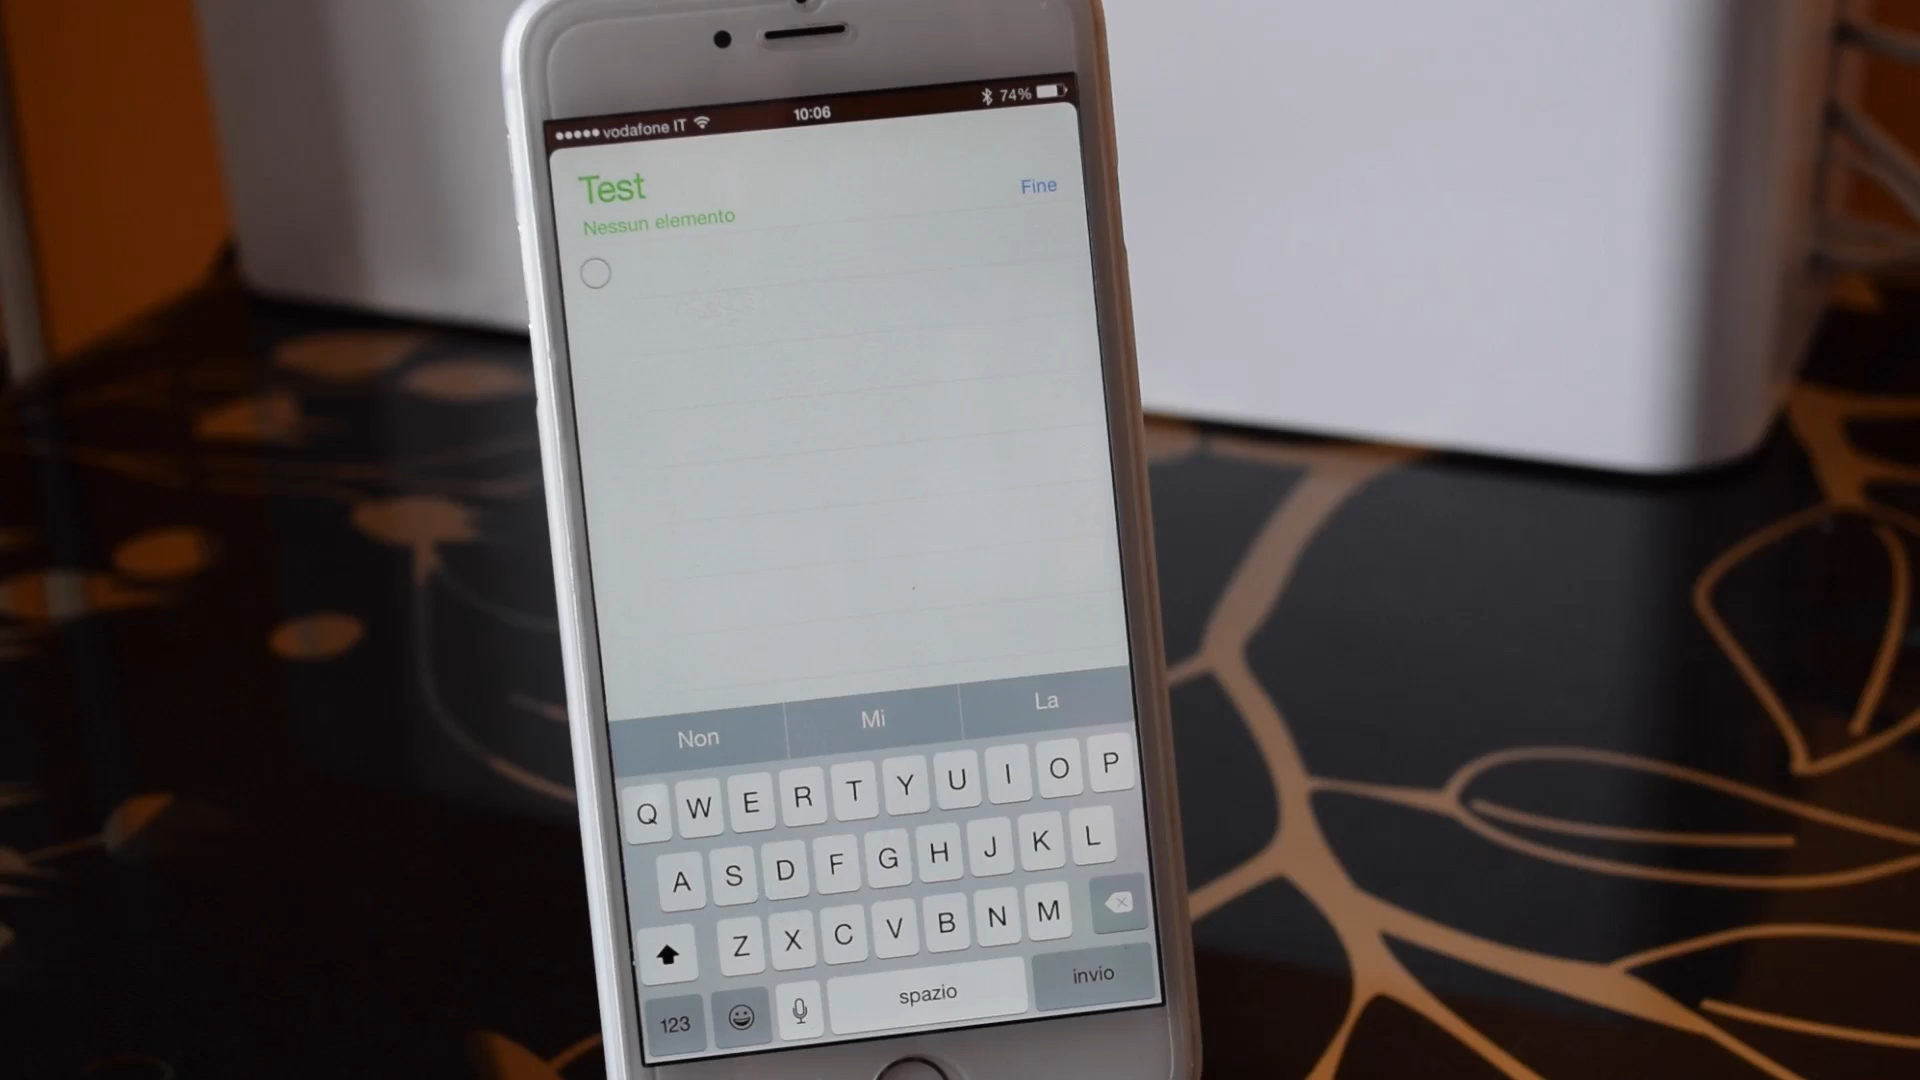 vodafone IT 10:06 74%
Test
Fine
Nessun elemento
Non Mi La
Q W E R T Y U I O P
A S D F G H J K L
Z X C V B N M
123 spazio invio